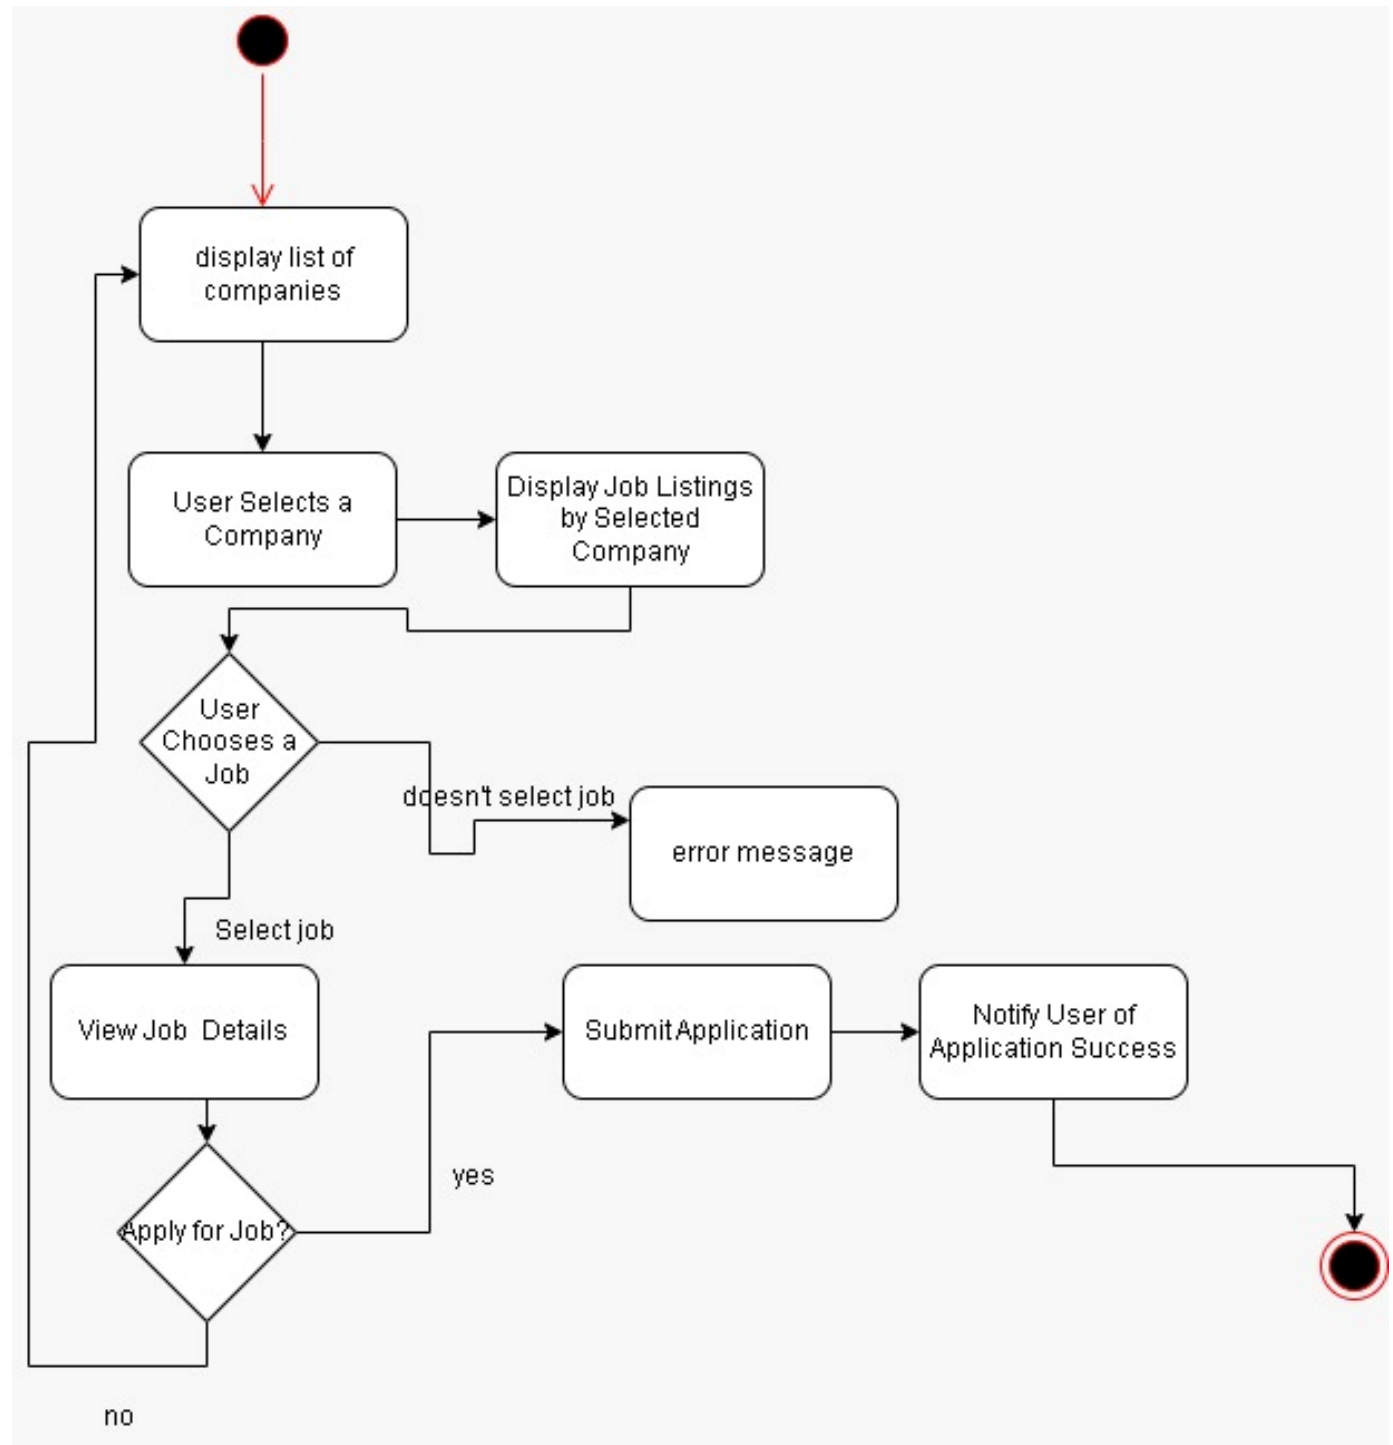 display list of
companies
User Selects a
Company
Display Job Listings
by Selected
Company
User
Chooses a
Job
doesn't select job
error message
Select job
View Job  Details
Submit Application
Notify User of
Application Success
yes
Apply for Job?
no